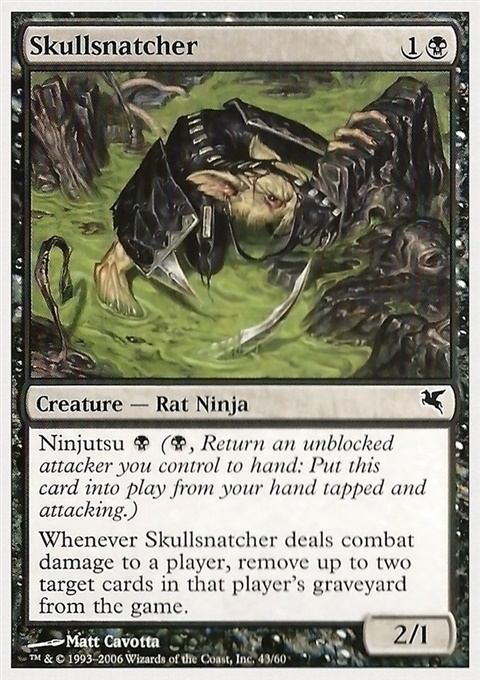 Skullsnatcher 1
Creature — Rat Ninja
Ninjutsu (, Return an unblocked
attacker you control to hand: Put this
card into play from your hand tapped and
attacking.)
Whenever Skullsnatcher deals combat
damage to a player, remove up to two
target cards in that player's graveyard
from the game.
Matt Cavotta
2/1
™ & © 1993–2006 Wizards of the Coast, Inc. 43/60